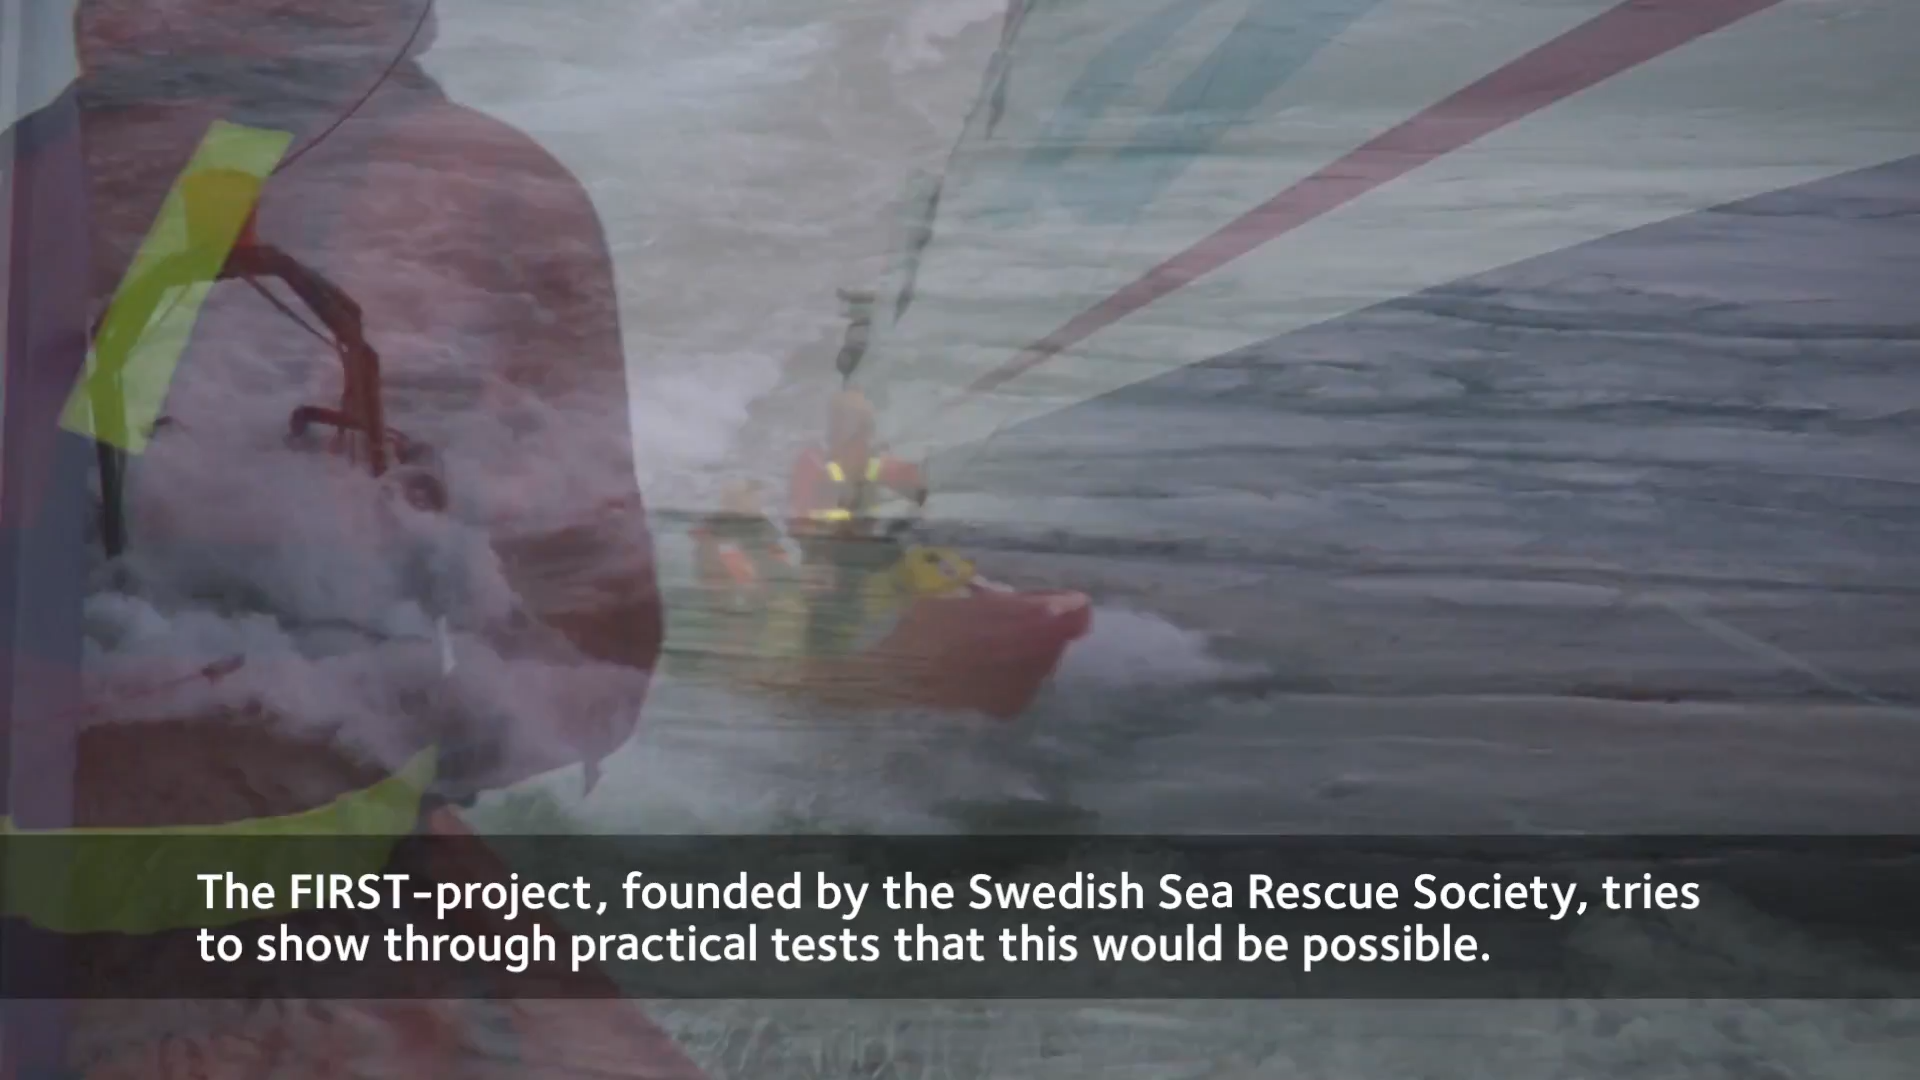 The FIRST-project, founded by the Swedish Sea Rescue Society, tries
to show through practical tests that this would be possible.